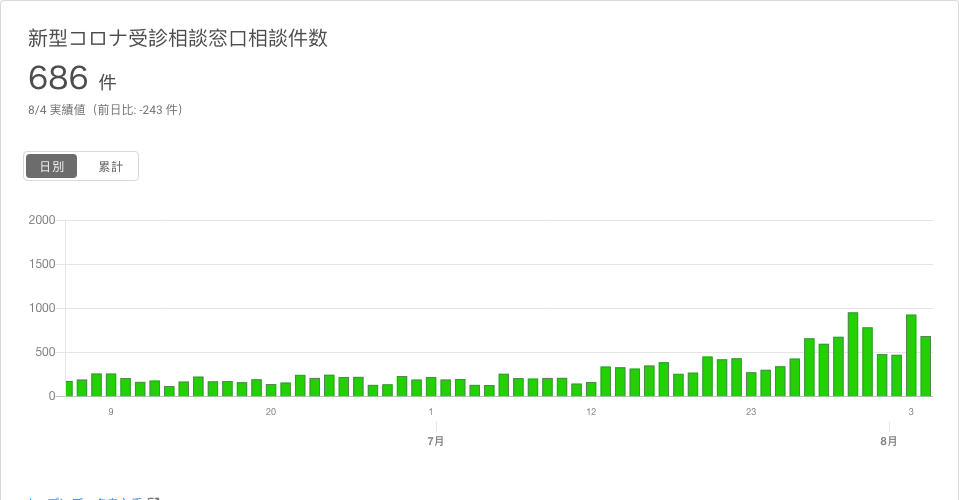 新型コロナ受診相談窓口相談件数
686 件
8/4 実績値（前日比: -243 件）
日別 累計
2000
1500
1000
500
0
9 20 1 12 23 3
7月 8月